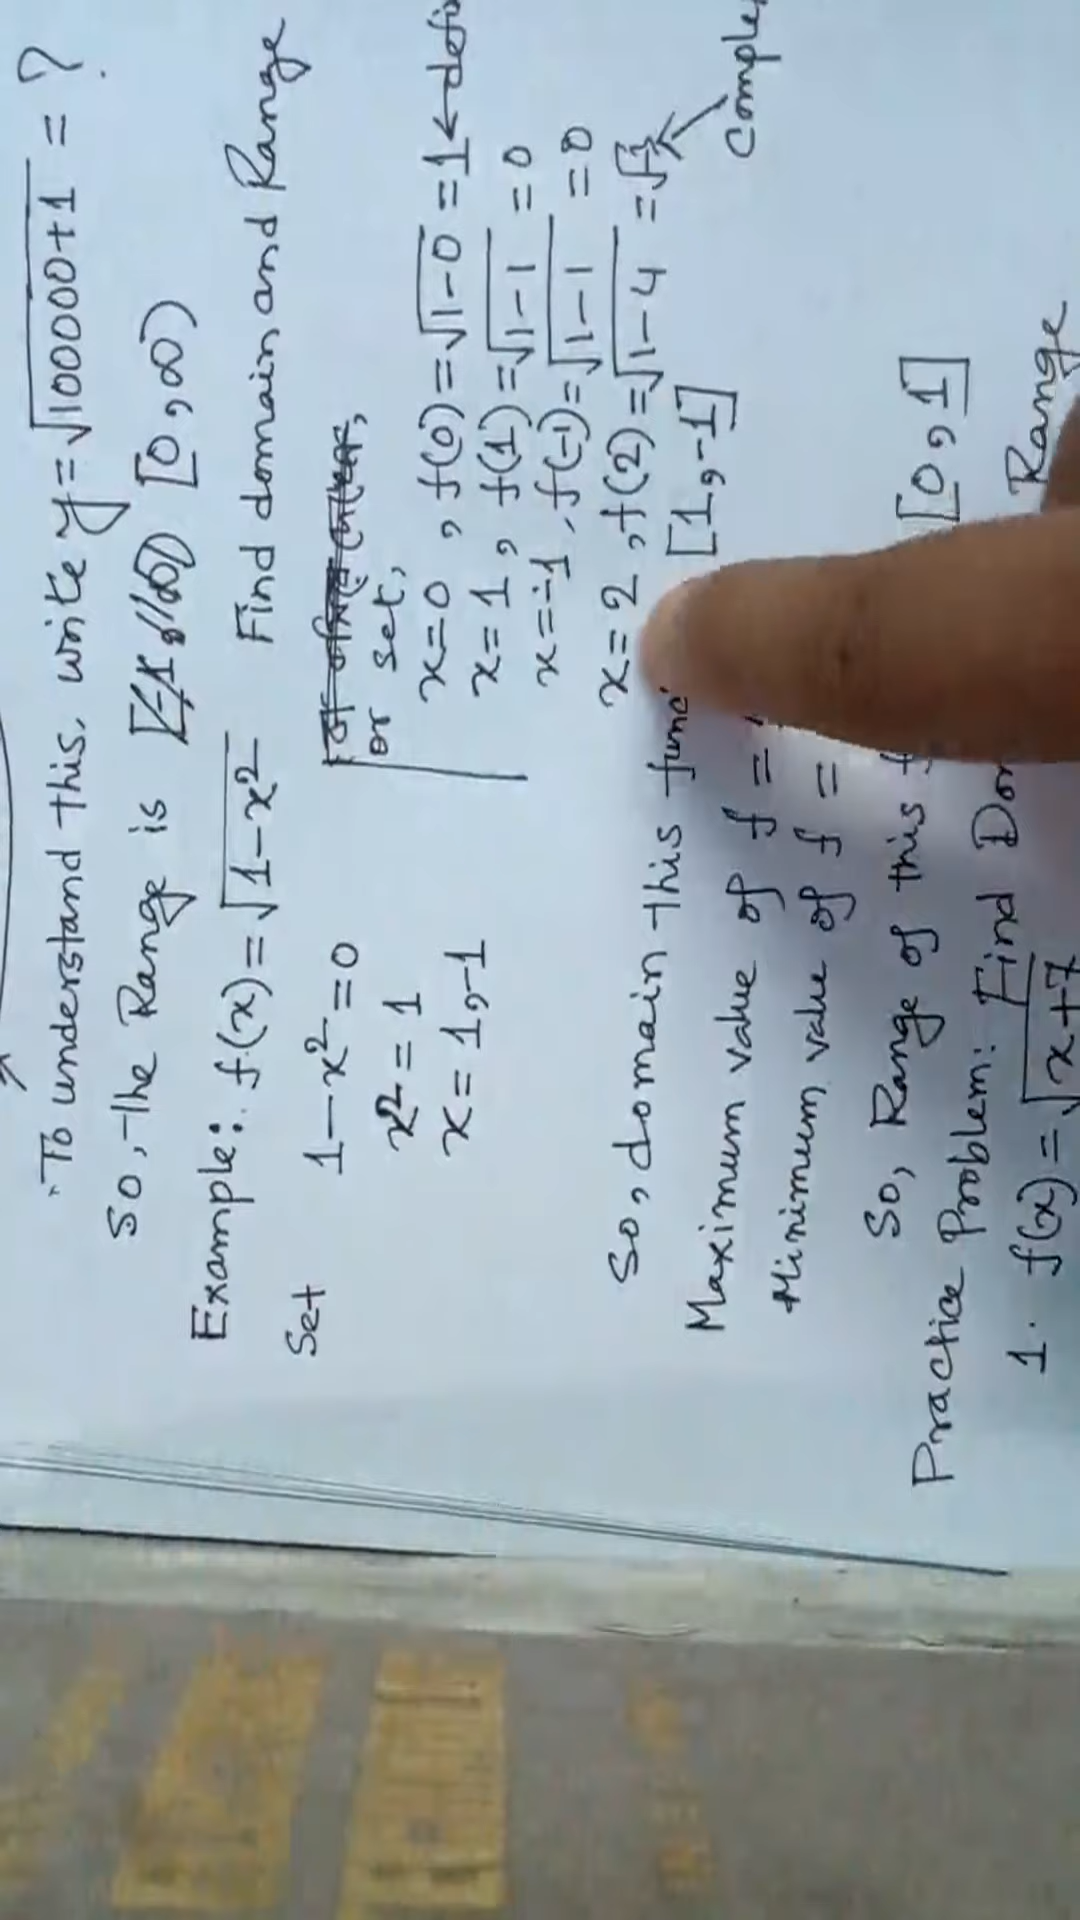 To understand this, write y = √10000+1 = ?
So, the Range is [0,∞)
Example: f(x) = √1-x² Find domain and Range
Set 1-x² = 0
x² = 1
x = 1,-1
or set,
x=0, f(0) = √1-0 = 1 ←
x=1, f(1) = √1-1 = 0
x=-1, f(-1) = √1-1 = 0
x=2, f(2) = √1-4 =
So, domain this [1,-1]
Maximum value of f =
Minimum value of f =
So, Range of this [0,1]
Practice Problem: Find Range
1. f(x) = √x+7